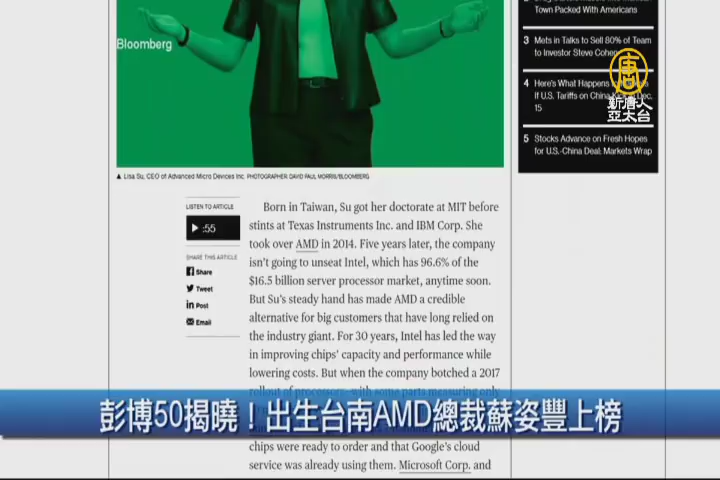 Bloomberg
▲ Lisa Su, CEO of Advanced Micro Devices Inc. PHOTOGRAPHER: DAVID PAUL MORRIS/BLOOMBERG
Town Packed With Americans
3 Mets in Talks to Sell 80% of Team
to Investor Steve Cohen
4 Here's What Happens
If U.S. Tariffs on China Dec.
15
5 Stocks Advance on Fresh Hopes
for U.S.-China Deal: Markets Wrap
唐
新唐人
亞太台
LISTEN TO ARTICLE
:55
SHARE THIS ARTICLE
Share
Tweet
Post
Email
Born in Taiwan, Su got her doctorate at MIT before
stints at Texas Instruments Inc. and IBM Corp. She
took over AMD in 2014. Five years later, the company
isn't going to unseat Intel, which has 96.6% of the
$16.5 billion server processor market, anytime soon.
But Su's steady hand has made AMD a credible
alternative for big customers that have long relied on
the industry giant. For 30 years, Intel has led the way
in improving chips' capacity and performance while
lowering costs. But when the company botched a 2017
rollout of processors
彭博50揭曉！出生台南AMD總裁蘇姿豐上榜
chips were ready to order and that Google's cloud
service was already using them. Microsoft Corp. and